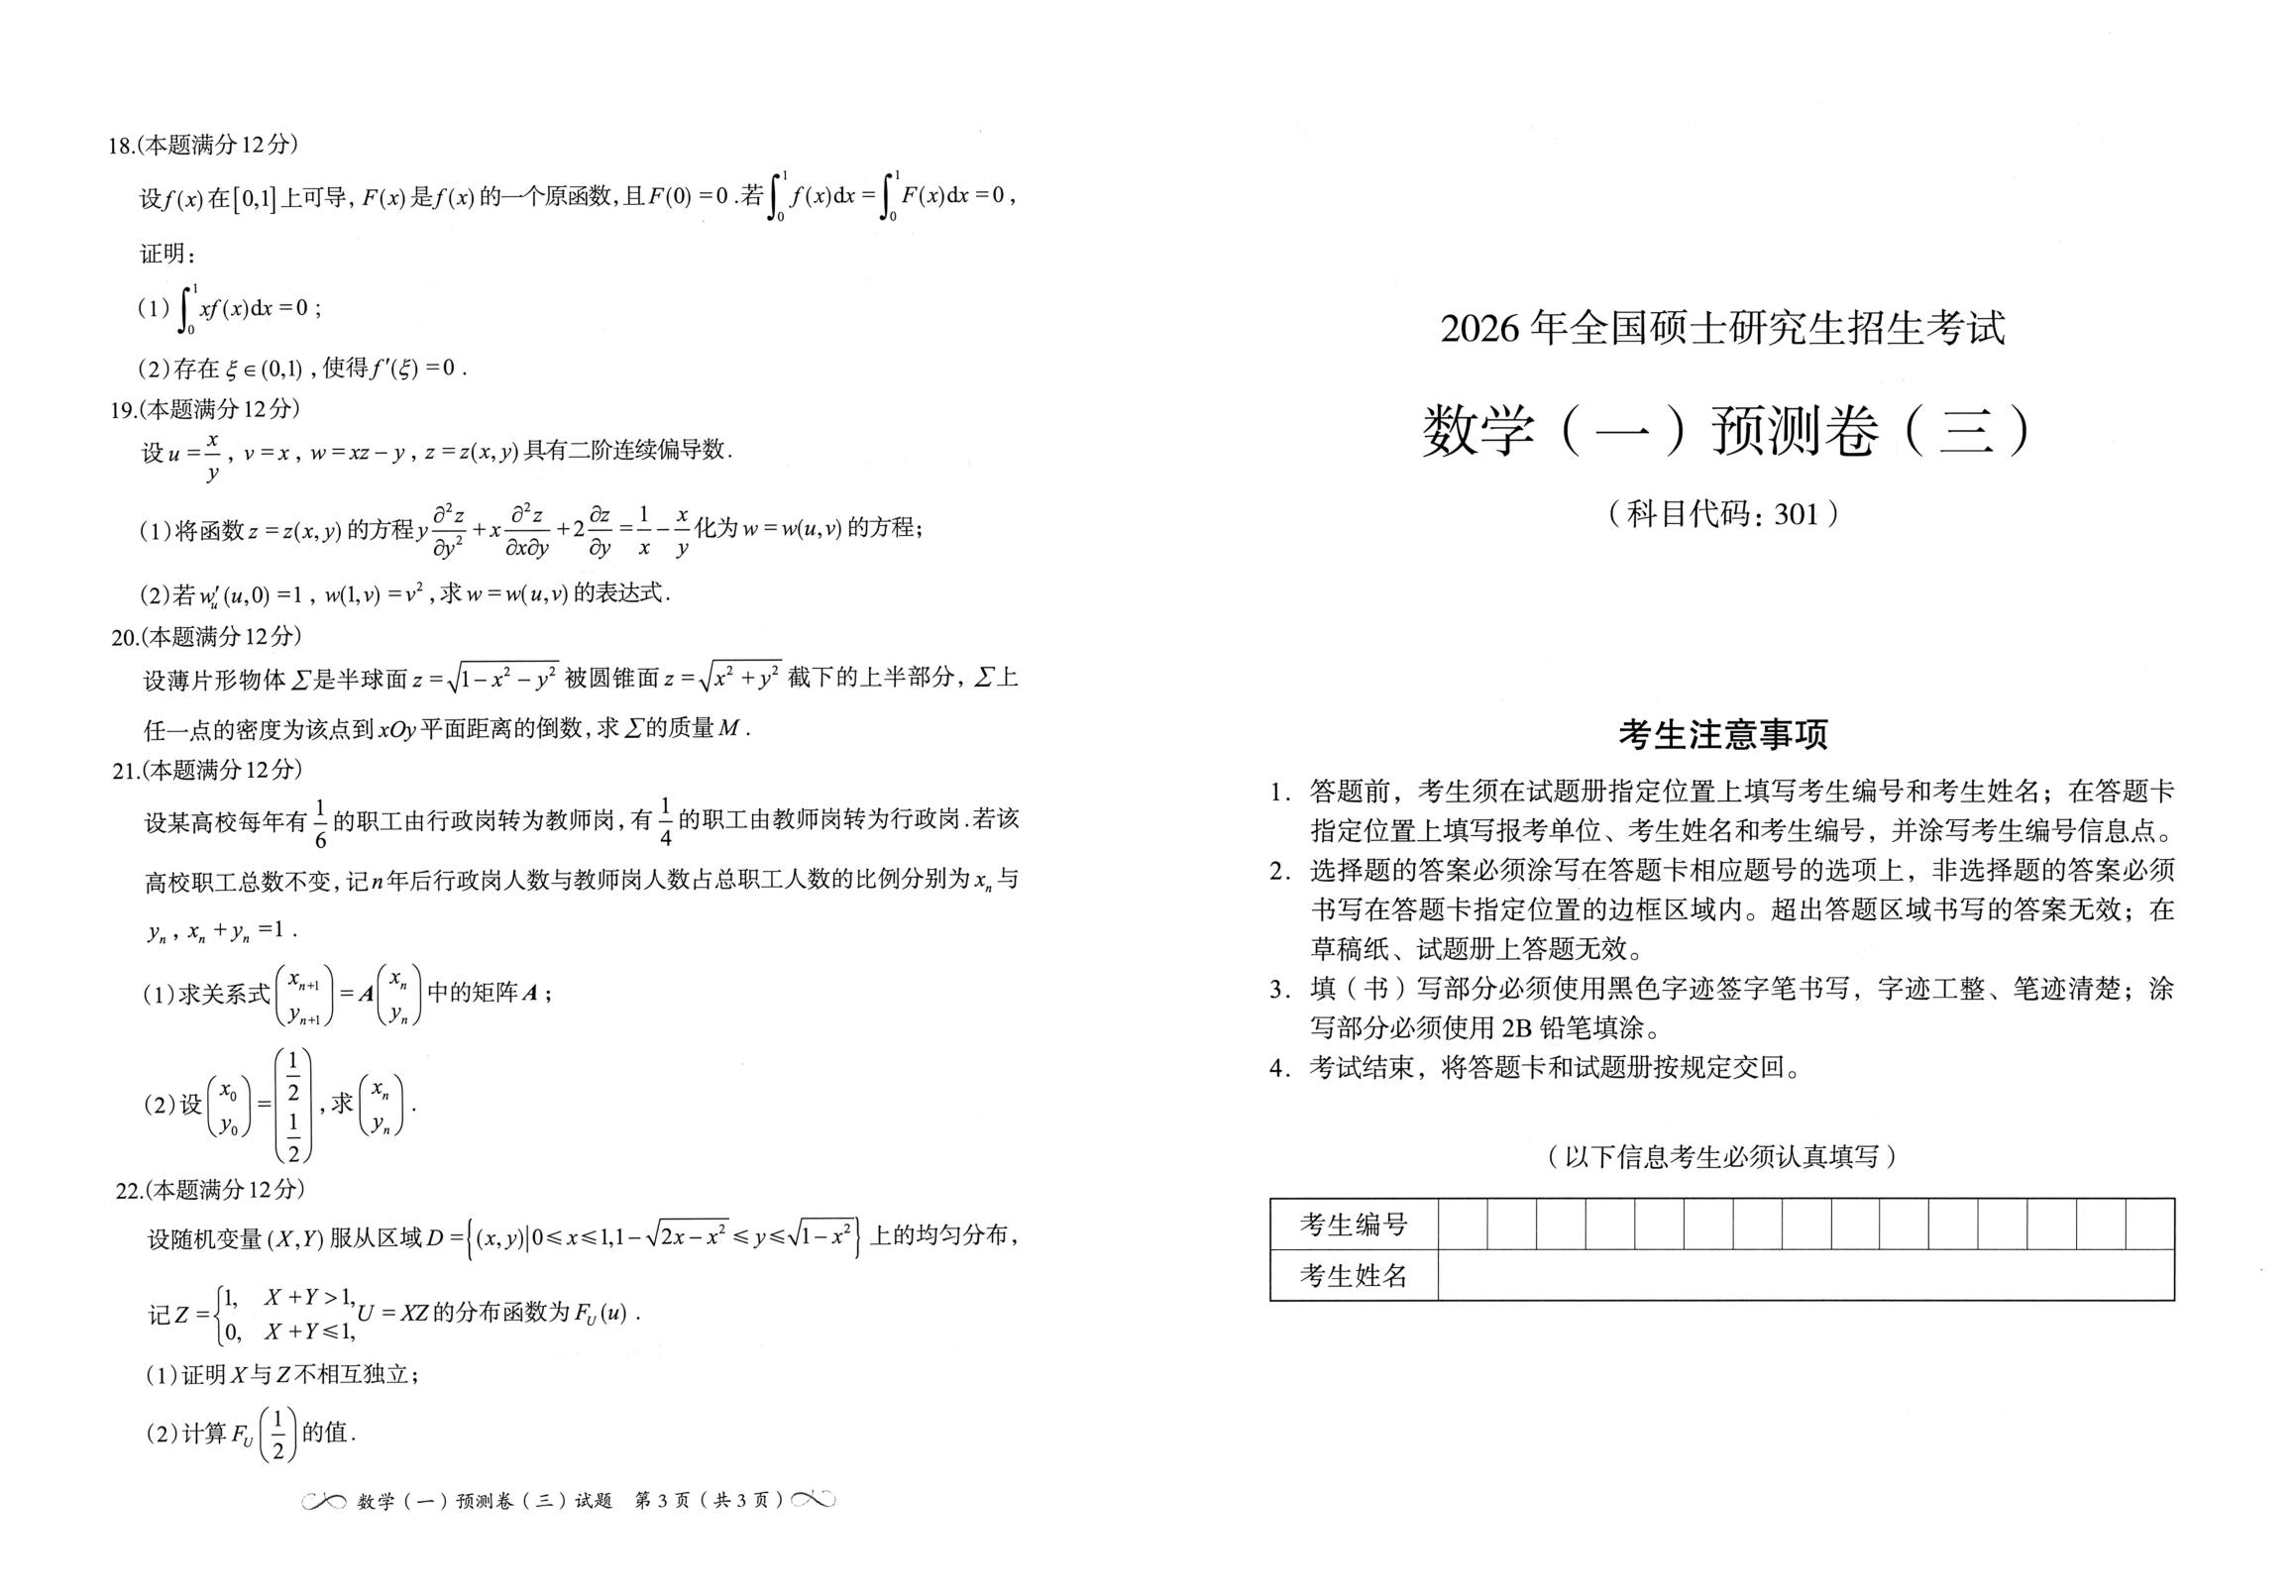 18.(本题满分12分)
设f(x)在[0,1]上可导, F(x)是f(x)的一个原函数,且F(0)=0.若∫₀¹f(x)dx=∫₀¹F(x)dx=0,
证明:
(1)∫₀¹xf(x)dx=0;
(2)存在ξ∈(0,1),使得f′(ξ)=0.
19.(本题满分12分)
设u=x/y, v=x, w=xz−y, z=z(x,y)具有二阶连续偏导数.
(1)将函数z=z(x,y)的方程y∂²z/∂y²+x∂²z/∂x∂y+2∂z/∂y=1/x−x/y化为w=w(u,v)的方程;
(2)若w′ᵤ(u,0)=1, w(1,v)=v²,求w=w(u,v)的表达式.
20.(本题满分12分)
设薄片形物体Σ是半球面z=√(1−x²−y²)被圆锥面z=√(x²+y²)截下的上半部分, Σ上
任一点的密度为该点到xOy平面距离的倒数,求Σ的质量M.
21.(本题满分12分)
设某高校每年有1/6的职工由行政岗转为教师岗,有1/4的职工由教师岗转为行政岗.若该
高校职工总数不变,记n年后行政岗人数与教师岗人数占总职工人数的比例分别为xₙ与
yₙ, xₙ+yₙ=1.
(1)求关系式(xₙ₊₁ yₙ₊₁)=A(xₙ yₙ)中的矩阵A;
(2)设(x₀ y₀)=(1/2 1/2),求(xₙ yₙ).
22.(本题满分12分)
设随机变量(X,Y)服从区域D={(x,y)|0≤x≤1,1−√(2x−x²)≤y≤√(1−x²)}上的均匀分布,
记Z={1, X+Y>1, 0, X+Y≤1, U=XZ的分布函数为F_U(u).
(1)证明X与Z不相互独立;
(2)计算F_U(1/2)的值.
数学(一)预测卷(三)试题 第3页(共3页)
2026年全国硕士研究生招生考试
数学(一)预测卷(三)
(科目代码: 301)
考生注意事项
1. 答题前，考生须在试题册指定位置上填写考生编号和考生姓名；在答题卡
指定位置上填写报考单位、考生姓名和考生编号，并涂写考生编号信息点。
2. 选择题的答案必须涂写在答题卡相应题号的选项上，非选择题的答案必须
书写在答题卡指定位置的边框区域内。超出答题区域书写的答案无效；在
草稿纸、试题册上答题无效。
3. 填(书)写部分必须使用黑色字迹签字笔书写，字迹工整、笔迹清楚；涂
写部分必须使用2B铅笔填涂。
4. 考试结束，将答题卡和试题册按规定交回。
(以下信息考生必须认真填写)
考生编号
考生姓名